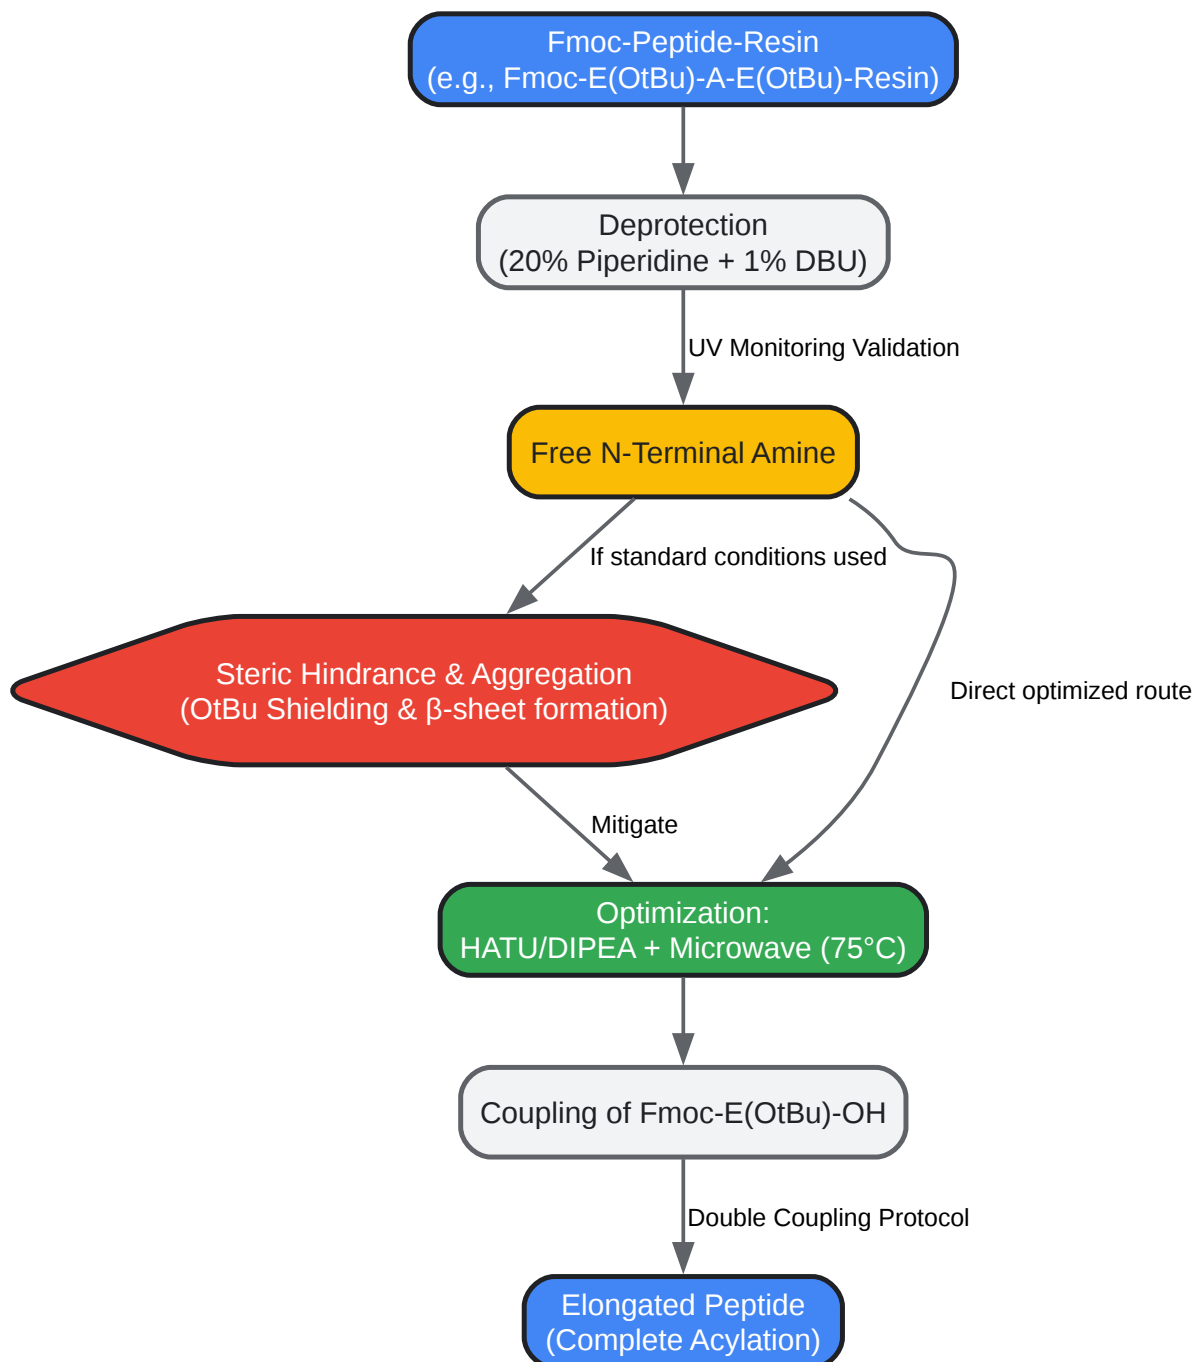 Fmoc-Peptide-Resin
(e.g., Fmoc-E(OtBu)-A-E(OtBu)-Resin)
Deprotection
(20% Piperidine + 1% DBU)
UV Monitoring Validation
Free N-Terminal Amine
If standard conditions used
Steric Hindrance & Aggregation
(OtBu Shielding & β-sheet formation)
Direct optimized route
Mitigate
Optimization:
HATU/DIPEA + Microwave (75°C)
Coupling of Fmoc-E(OtBu)-OH
Double Coupling Protocol
Elongated Peptide
(Complete Acylation)